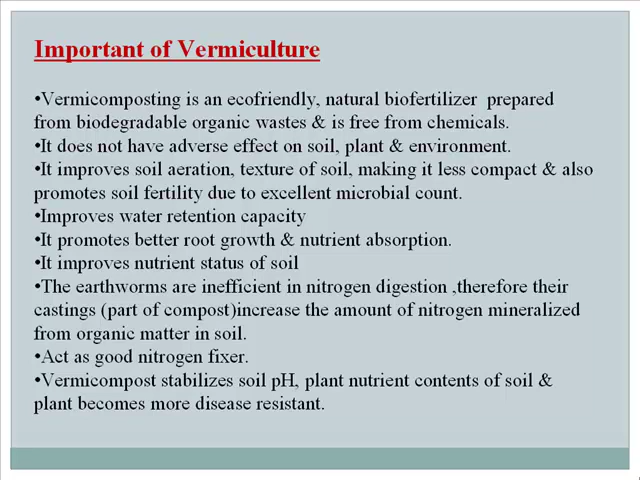 Important of Vermiculture
•Vermicomposting is an ecofriendly, natural biofertilizer prepared
from biodegradable organic wastes & is free from chemicals.
•It does not have adverse effect on soil, plant & environment.
•It improves soil aeration, texture of soil, making it less compact & also
promotes soil fertility due to excellent microbial count.
•Improves water retention capacity
•It promotes better root growth & nutrient absorption.
•It improves nutrient status of soil
•The earthworms are inefficient in nitrogen digestion ,therefore their
castings (part of compost)increase the amount of nitrogen mineralized
from organic matter in soil.
•Act as good nitrogen fixer.
•Vermicompost stabilizes soil pH, plant nutrient contents of soil &
plant becomes more disease resistant.